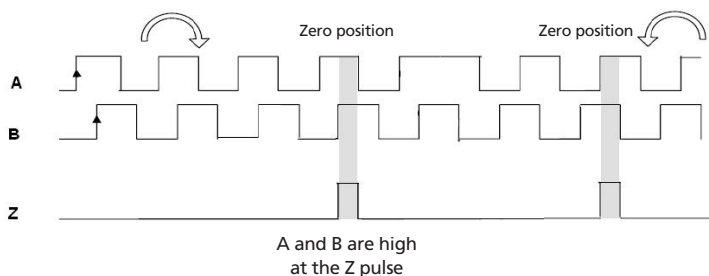 Zero position
Zero position
A
B
Z
A and B are high
at the Z pulse